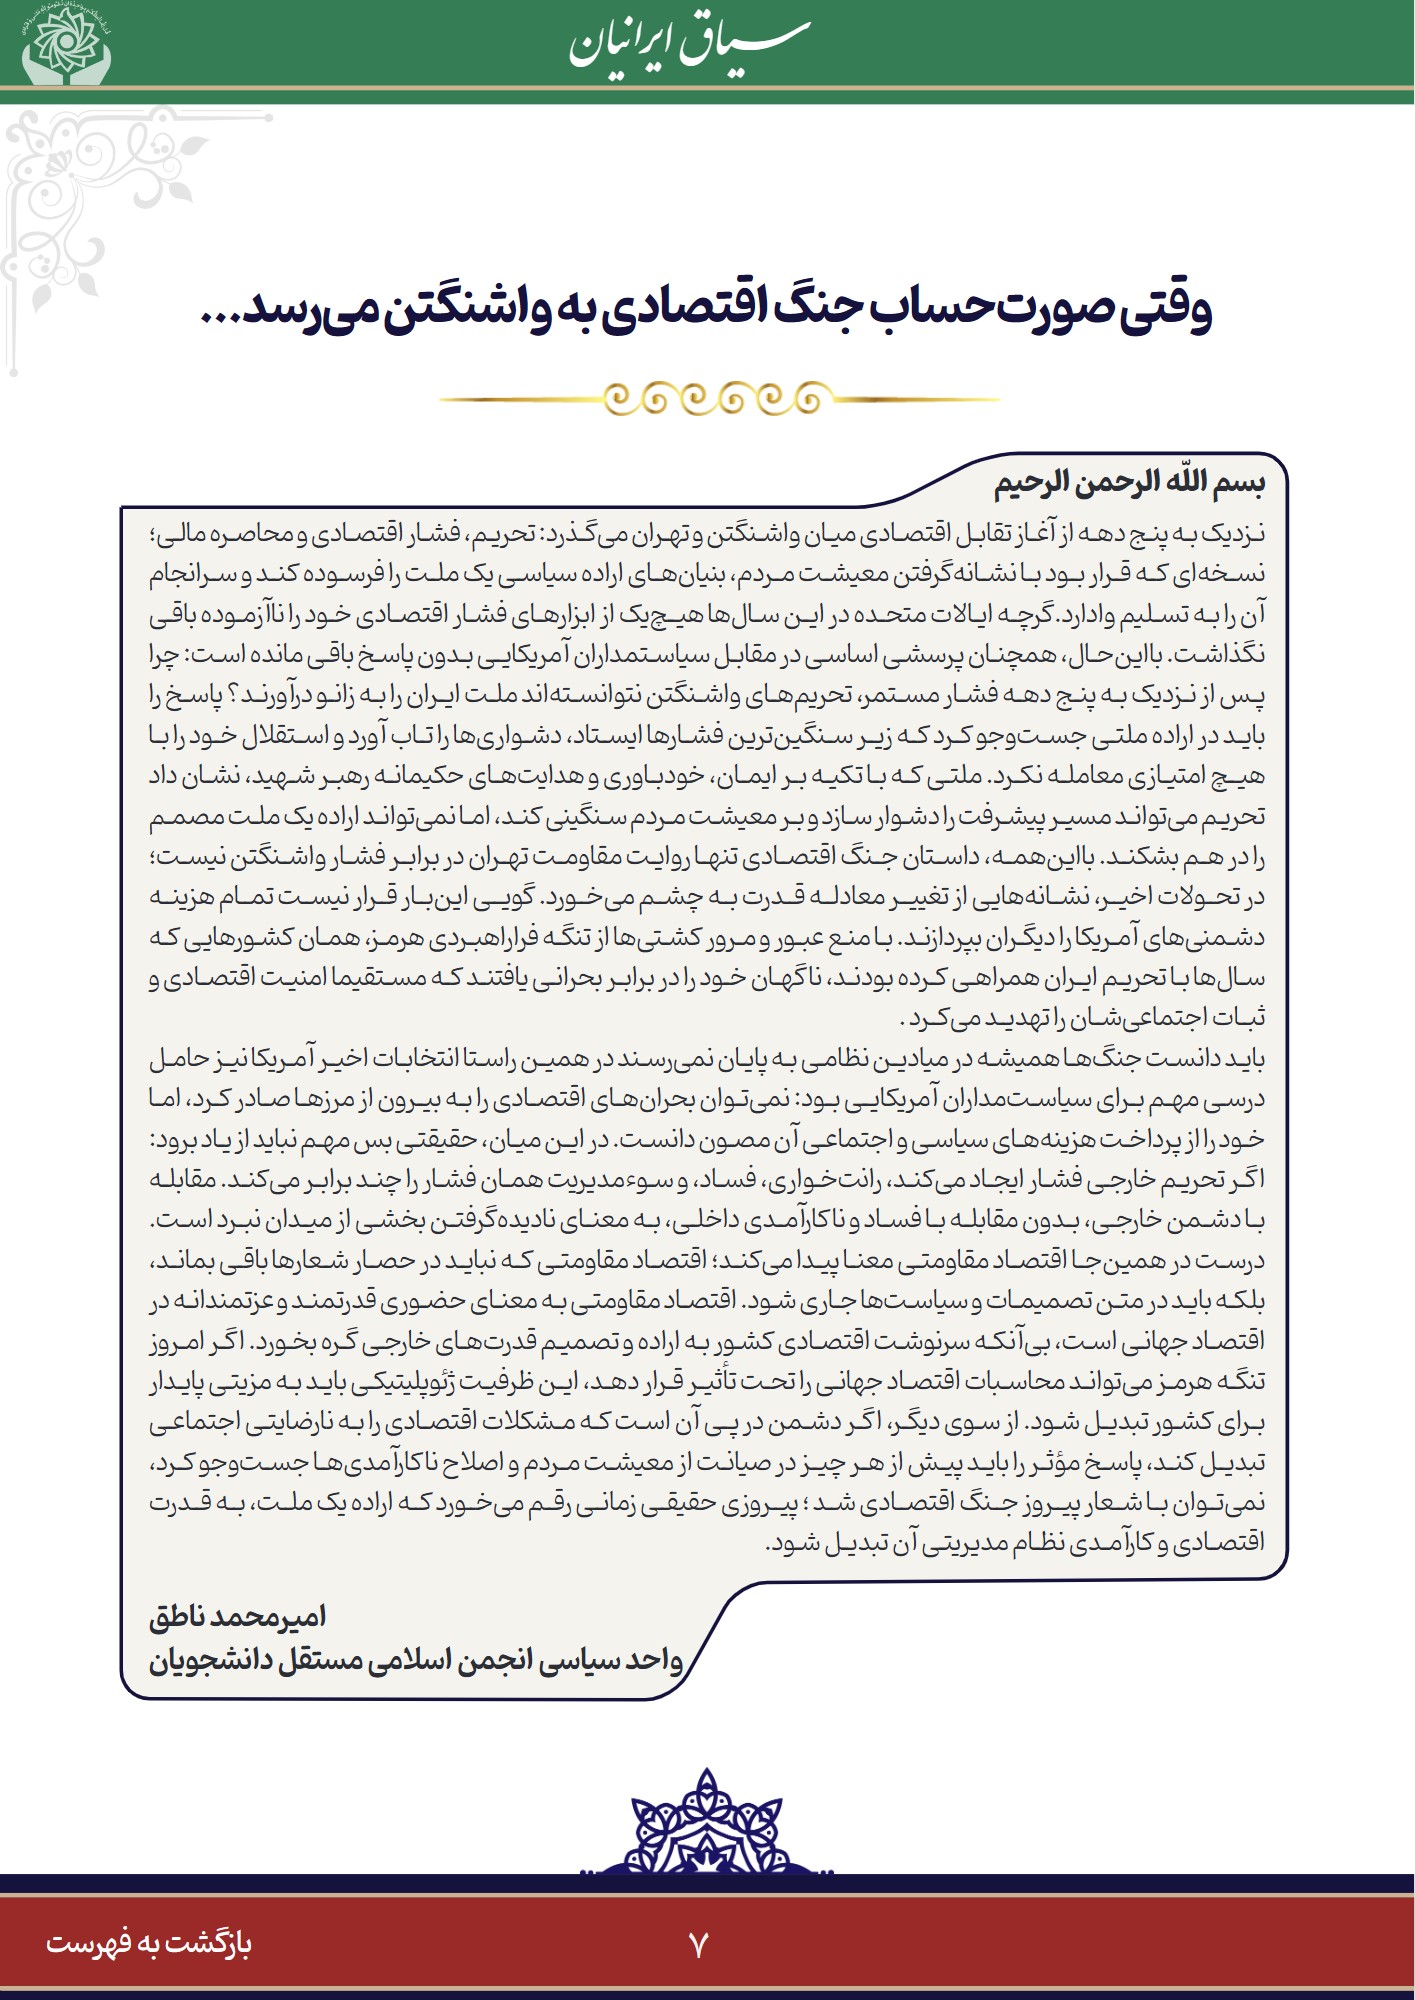 سیاق ایرانیان
وقتی صورت‌حساب جنگ اقتصادی به واشنگتن می‌رسد...
بسم الله الرحمن الرحیم
نزدیک به پنج دهه از آغاز تقابل اقتصادی میان واشنگتن و تهران می‌گذرد: تحریم، فشار اقتصادی و محاصره مالی؛
نسخه‌ای که قرار بود با نشانه‌گرفتن معیشت مردم، بنیان‌های اراده سیاسی یک ملت را فرسوده کند و سرانجام
آن را به تسلیم وادارد. گرچه ایالات متحده در این سال‌ها هیچ‌یک از ابزارهای فشار اقتصادی خود را ناآزموده باقی
نگذاشت. بااین‌حال، همچنان پرسشی اساسی در مقابل سیاستمداران آمریکایی بدون پاسخ باقی مانده است: چرا
پس از نزدیک به پنج دهه فشار مستمر، تحریم‌های واشنگتن نتوانسته‌اند ملت ایران را به زانو درآورند؟ پاسخ را
باید در اراده ملتی جست‌وجو کرد که زیر سنگین‌ترین فشارها ایستاد، دشواری‌ها را تاب آورد و استقلال خود را با
هیچ امتیازی معامله نکرد. ملتی که با تکیه بر ایمان، خودباوری و هدایت‌های حکیمانه رهبر شهید، نشان داد
تحریم می‌تواند مسیر پیشرفت را دشوار سازد و بر معیشت مردم سنگینی کند، اما نمی‌تواند اراده یک ملت مصمم
را در هم بشکند. بااین‌همه، داستان جنگ اقتصادی تنها روایت مقاومت تهران در برابر فشار واشنگتن نیست؛
در تحولات اخیر، نشانه‌هایی از تغییر معادله قدرت به چشم می‌خورد. گویی این‌بار قرار نیست تمام هزینه
دشمنی‌های آمریکا را دیگران بپردازند. با منع عبور و مرور کشتی‌ها از تنگه فراراهبردی هرمز، همان کشورهایی که
سال‌ها با تحریم ایران همراهی کرده بودند، ناگهان خود را در برابر بحرانی یافتند که مستقیما امنیت اقتصادی و
ثبات اجتماعی‌شان را تهدید می‌کرد .
باید دانست جنگ‌ها همیشه در میادین نظامی به پایان نمی‌رسند در همین راستا انتخابات اخیر آمریکا نیز حامل
درسی مهم برای سیاست‌مداران آمریکایی بود: نمی‌توان بحران‌های اقتصادی را به بیرون از مرزها صادر کرد، اما
خود را از پرداخت هزینه‌های سیاسی و اجتماعی آن مصون دانست. در این میان، حقیقتی بس مهم نباید از یاد برود:
اگر تحریم خارجی فشار ایجاد می‌کند، رانت‌خواری، فساد، و سوءمدیریت همان فشار را چند برابر می‌کند. مقابله
با دشمن خارجی، بدون مقابله با فساد و ناکارآمدی داخلی، به معنای نادیده‌گرفتن بخشی از میدان نبرد است.
درست در همین‌جا اقتصاد مقاومتی معنا پیدا می‌کند؛ اقتصاد مقاومتی که نباید در حصار شعارها باقی بماند،
بلکه باید در متن تصمیمات و سیاست‌ها جاری شود. اقتصاد مقاومتی به معنای حضوری قدرتمند و عزتمندانه در
اقتصاد جهانی است، بی‌آنکه سرنوشت اقتصادی کشور به اراده و تصمیم قدرت‌های خارجی گره بخورد. اگر امروز
تنگه هرمز می‌تواند محاسبات اقتصاد جهانی را تحت تأثیر قرار دهد، این ظرفیت ژئوپلیتیکی باید به مزیتی پایدار
برای کشور تبدیل شود. از سوی دیگر، اگر دشمن در پی آن است که مشکلات اقتصادی را به نارضایتی اجتماعی
تبدیل کند، پاسخ مؤثر را باید پیش از هر چیز در صیانت از معیشت مردم و اصلاح ناکارآمدی‌ها جست‌وجو کرد،
نمی‌توان با شعار پیروز جنگ اقتصادی شد ؛ پیروزی حقیقی زمانی رقم می‌خورد که اراده یک ملت، به قدرت
اقتصادی و کارآمدی نظام مدیریتی آن تبدیل شود.
امیرمحمد ناطق
واحد سیاسی انجمن اسلامی مستقل دانشجویان
۷
بازگشت به فهرست